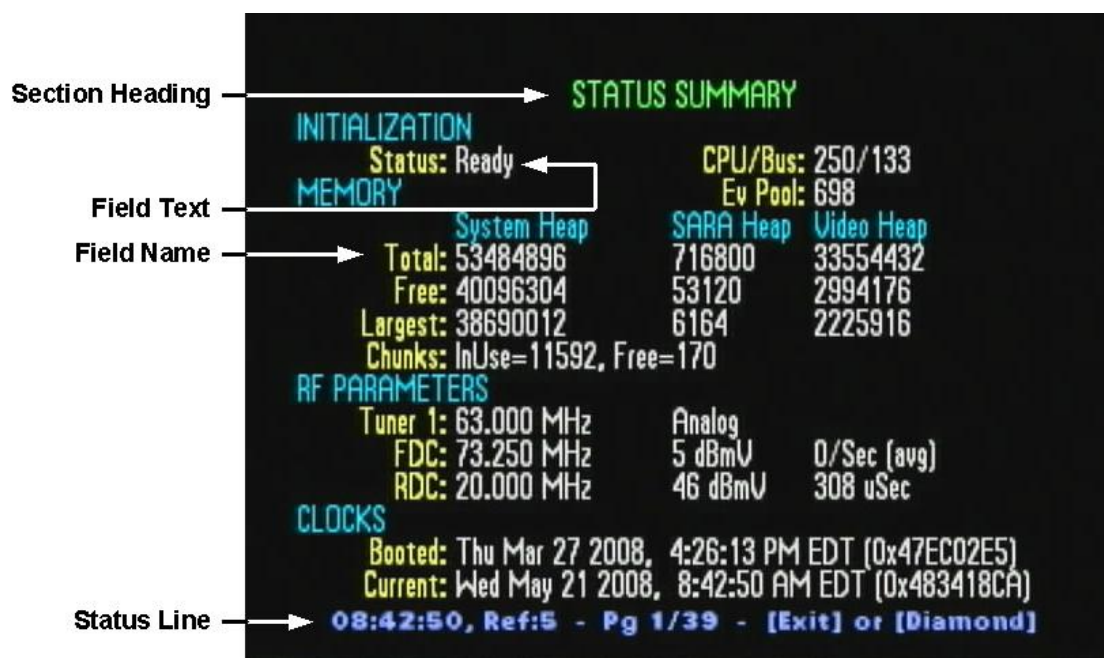 Section Heading
STATUS SUMMARY
INITIALIZATION
Status: Ready CPU/Bus: 250/133
Field Text
MEMORY Ev Pool: 698
System Heap SARA Heap Video Heap
Field Name
Total: 53484896 716800 33554432
Free: 40096304 53120 2994176
Largest: 38690012 6164 2225916
Chunks: InUse=11592, Free=170
RF PARAMETERS
Tuner 1: 63.000 MHz Analog
FDC: 73.250 MHz 5 dBmV 0/Sec (avg)
RDC: 20.000 MHz 46 dBmV 308 uSec
CLOCKS
Booted: Thu Mar 27 2008, 4:26:13 PM EDT (0x47EC02E5)
Current: Wed May 21 2008, 8:42:50 AM EDT (0x483418CA)
Status Line
08:42:50, Ref:5 - Pg 1/39 - [Exit] or [Diamond]